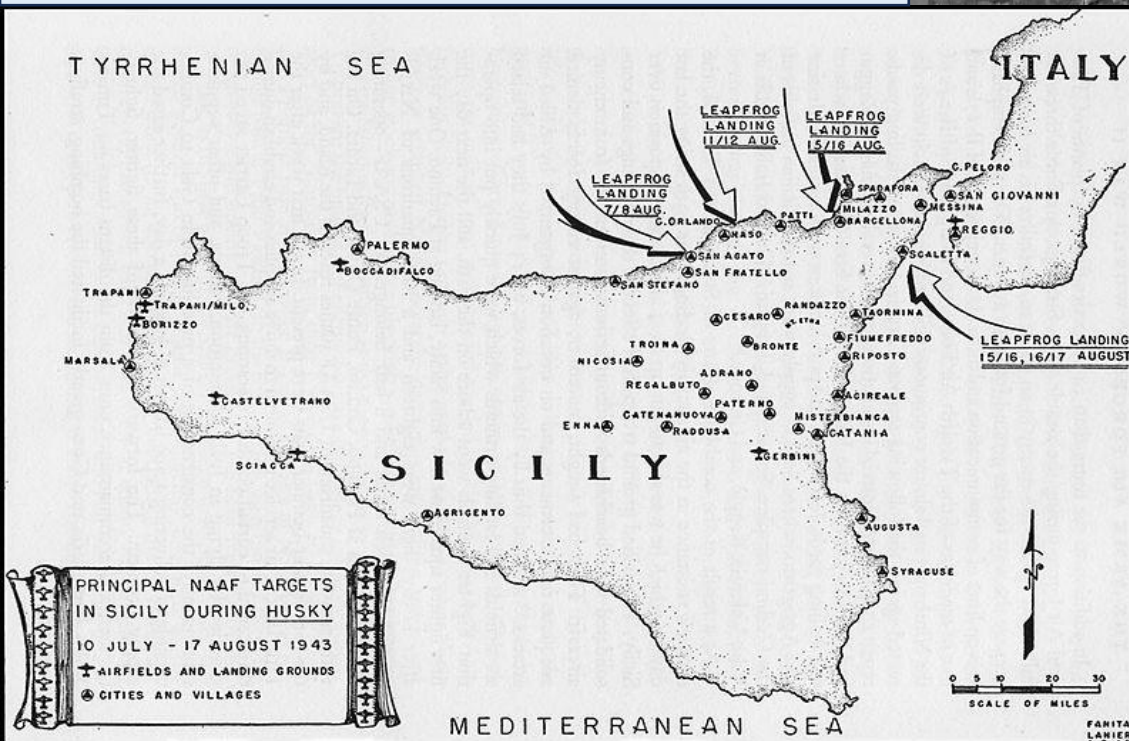 TYRRHENIAN SEA
ITALY
LEAPFROG
LANDING
11/12 AUG.
LEAPFROG
LANDING
15/16 AUG.
LEAPFROG
LANDING
7/8 AUG.
C. PELORO
SPADAFORA
SAN GIOVANNI
MESSINA
MILAZZO
BARCELLONA
PATTI
C. ORLANDO
NASO
REGGIO
SCALETTA
SAN AGATO
SAN FRATELLO
SAN STEFANO
PALERMO
BOCCADIFALCO
TRAPANI
TRAPANI/MILO
BORIZZO
MARSALA
CASTELVETRANO
SCIACCA
AGRIGENTO
CESARO
RANDAZZO
MT. ETNA
TAORMINA
TROINA
BRONTE
FIUMEFREDDO
NICOSIA
RIPOSTO
LEAPFROG LANDING
15/16, 16/17 AUGUST
ADRANO
REGALBUTO
ACIREALE
PATERNO
CATENANUOVA
MISTERBIANCA
ENNA
RADDUSA
CATANIA
GERBINI
SICILY
AUGUSTA
SYRACUSE
PRINCIPAL NAAF TARGETS
IN SICILY DURING HUSKY
10 JULY - 17 AUGUST 1943
AIRFIELDS AND LANDING GROUNDS
CITIES AND VILLAGES
N
0 5 10 20 30
SCALE OF MILES
MEDITERRANEAN SEA
FANITA
LANIER